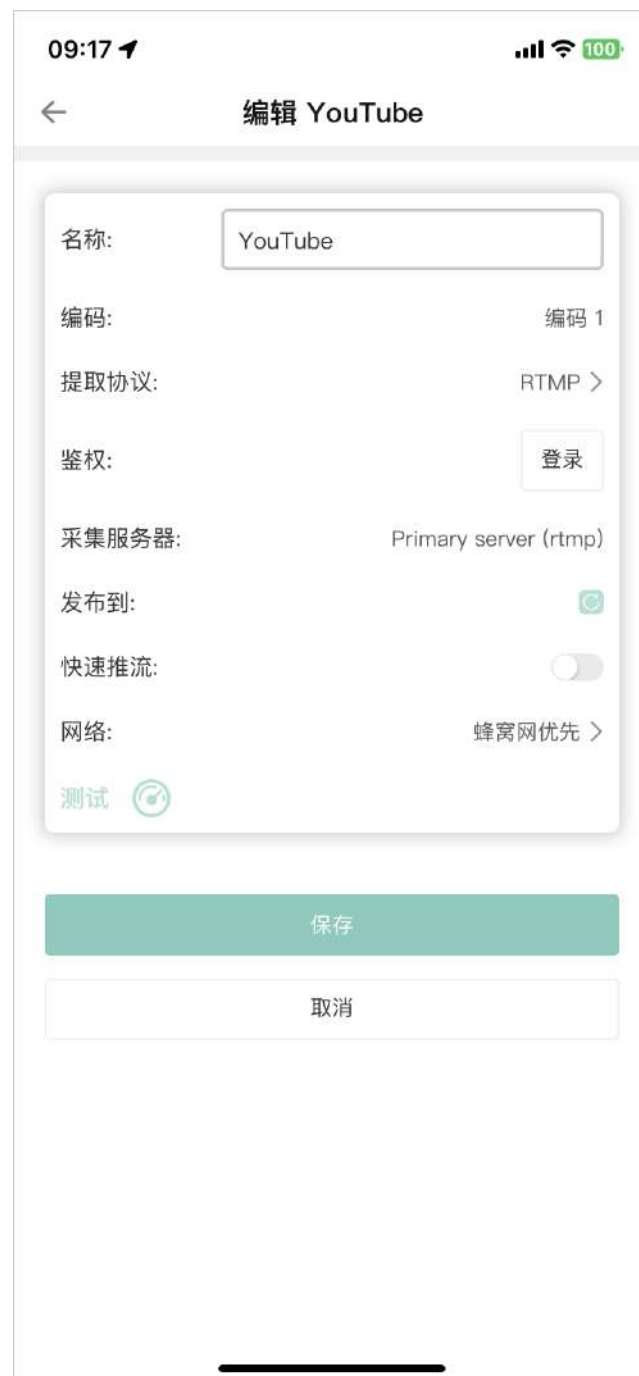 09:17
100
编辑 YouTube
名称: YouTube
编码: 编码 1
提取协议: RTMP
鉴权: 登录
采集服务器: Primary server (rtmp)
发布到:
快速推流:
网络: 蜂窝网优先
测试
保存
取消